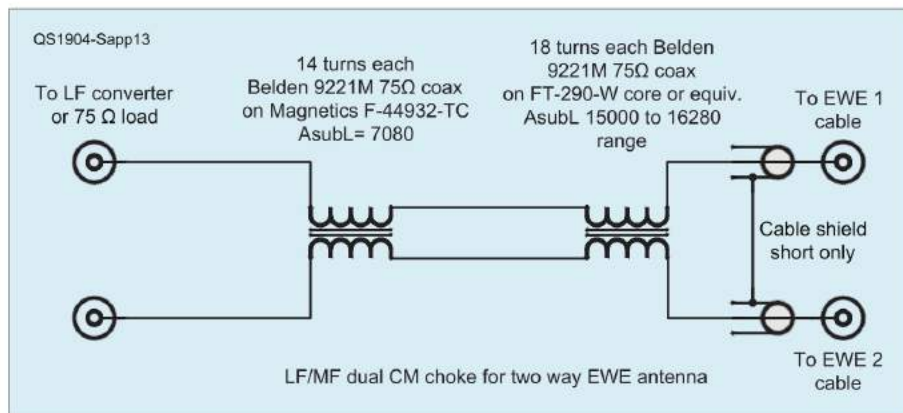 QS1904-Sapp13
To LF converter
or 75 Ω load
14 turns each
Belden 9221M 75Ω coax
on Magnetics F-44932-TC
AsubL= 7080
18 turns each Belden
9221M 75Ω coax
on FT-290-W core or equiv.
AsubL 15000 to 16280
range
To EWE 1
cable
Cable shield
short only
To EWE 2
cable
LF/MF dual CM choke for two way EWE antenna